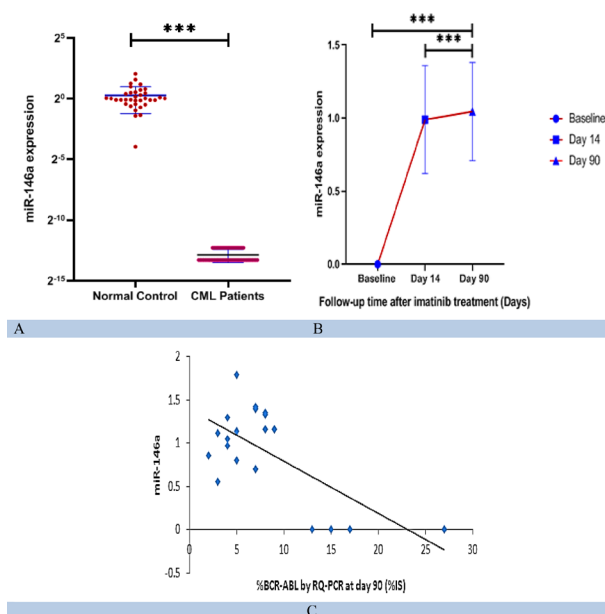 ***
2^5
2^0
2^-5
2^-10
2^-15
miR-146a expression
Normal Control
CML Patients
A
***
***
1.5
1.0
0.5
0.0
miR-146a expression
Baseline
Day 14
Day 90
Follow-up time after imatinib treatment (Days)
Baseline
Day 14
Day 90
B
2
1.5
1
0.5
0
-0.5
miR-146a
0
5
10
15
20
25
30
%BCR-ABL by RQ-PCR at day 90 (%IS)
C